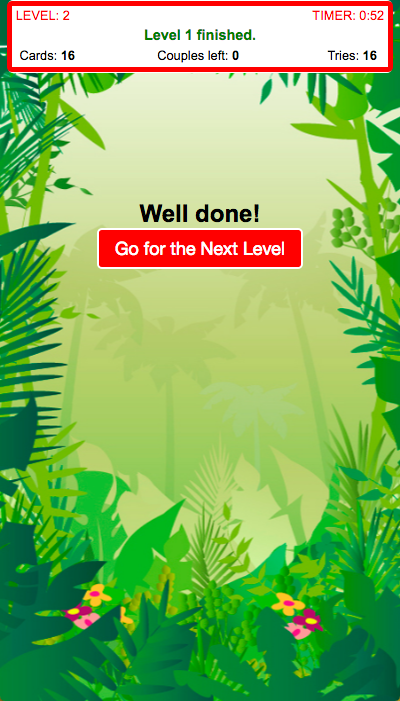 LEVEL: 2 TIMER: 0:52
Level 1 finished.
Cards: 16 Couples left: 0 Tries: 16
Well done!
Go for the Next Level